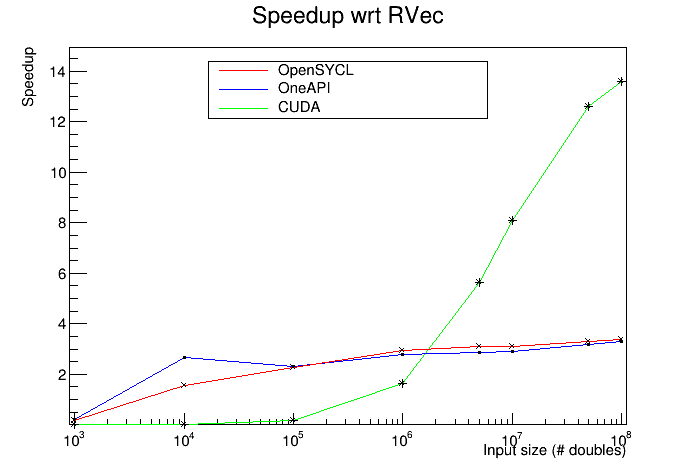 Speedup wrt RVec
Speedup
OpenSYCL
OneAPI
CUDA
14
12
10
8
6
4
2
10³ 10⁴ 10⁵ 10⁶ 10⁷ 10⁸
Input size (# doubles)